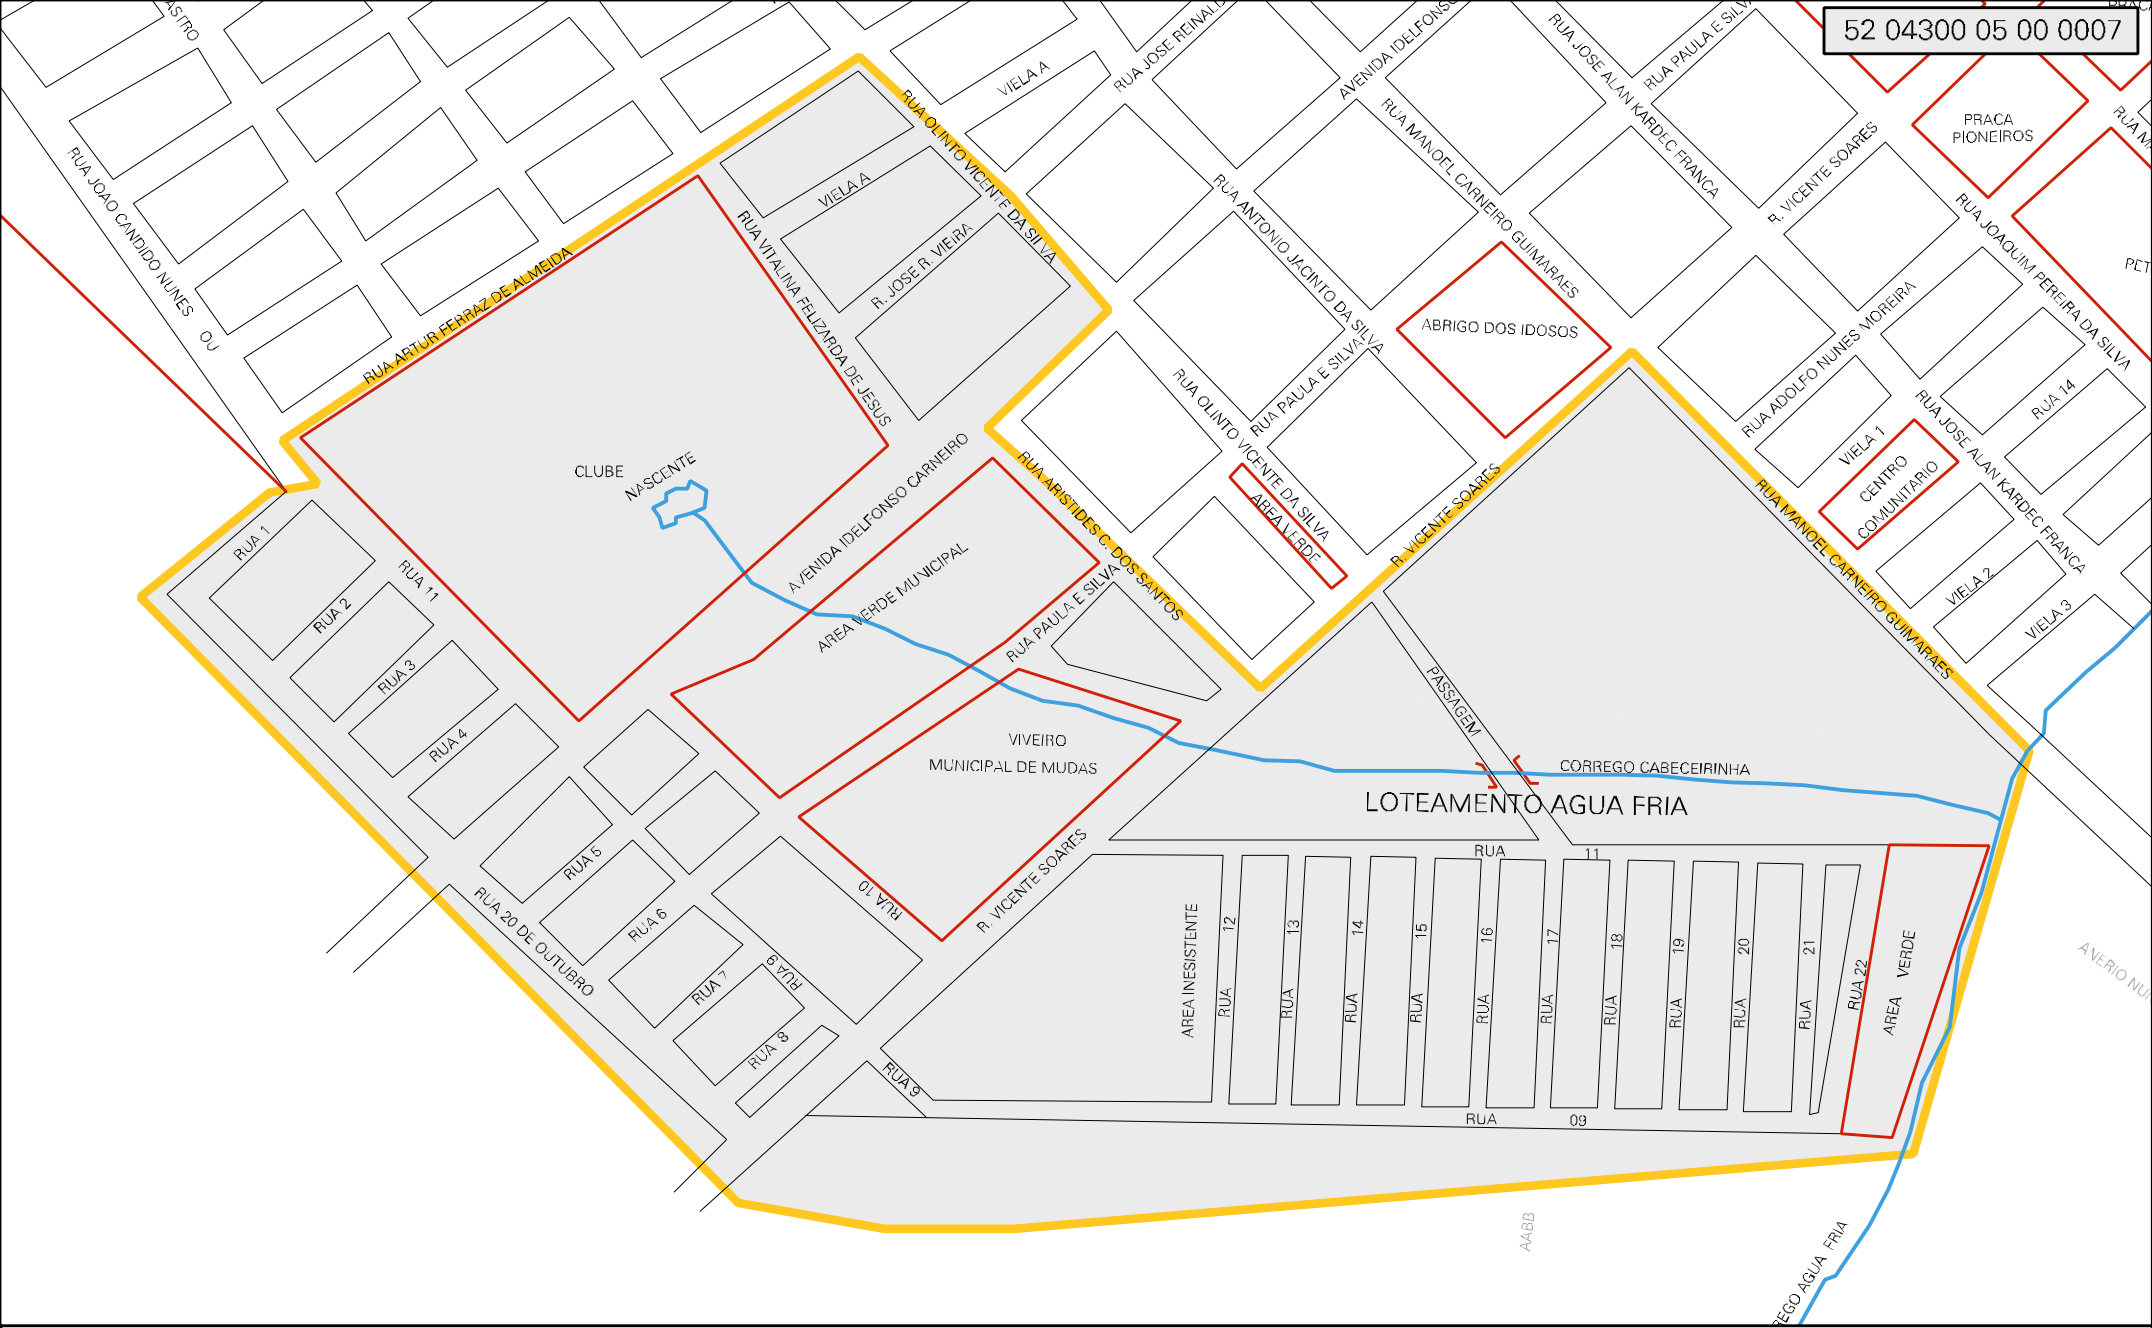 52 04300 05 00 0007
VIELA A
RUA JOSE REINALD
AVENIDA IDELFONSO
RUA JOSE ALAN KARDEC FRANCA
RUA PAULA E SILVA
PRACA
PIONEIROS
RUA OLINTO VICENTE DA SILVA
RUA MANOEL CARNEIRO GUIMARAES
R. VICENTE SOARES
RUA JOAO CANDIDO NUNES OU
VIELA A
RUA ANTONIO JACINTO DA SILVA
RUA JOAQUIM PEREIRA DA SILVA
RUA VITALINA FELIZARDA DE JESUS
R. JOSE R. VIEIRA
RUA ARTUR FERRAZ DE ALMEIDA
ABRIGO DOS IDOSOS
RUA ADOLFO NUNES MOREIRA
RUA 14
RUA PAULA E SILVA
RUA OLINTO VICENTE DA SILVA
RUA JOSE ALAN KARDEC FRANCA
VIELA 1
CENTRO
COMUNITARIO
CLUBE
NASCENTE
AVENIDA IDELFONSO CARNEIRO
RUA ARISTIDES C. DOS SANTOS
AREA VERDE
R. VICENTE SOARES
RUA MANOEL CARNEIRO GUIMARAES
VIELA 2
VIELA 3
RUA 1
RUA 11
RUA 2
RUA 3
RUA 4
AREA VERDE MUNICIPAL
RUA PAULA E SILVA
PASSAGEM
VIVEIRO
MUNICIPAL DE MUDAS
CORREGO CABECEIRINHA
LOTEAMENTO AGUA FRIA
RUA 11
RUA 5
RUA 6
RUA 7
RUA 8
RUA 20 DE OUTUBRO
RUA 10
RUA 9
RUA 9
R. VICENTE SOARES
AREA INESISTENTE
RUA 12
RUA 13
RUA 14
RUA 15
RUA 16
RUA 17
RUA 18
RUA 19
RUA 20
RUA 21
RUA 22
AREA VERDE
RUA 09
AABB
REGO AGUA FRIA